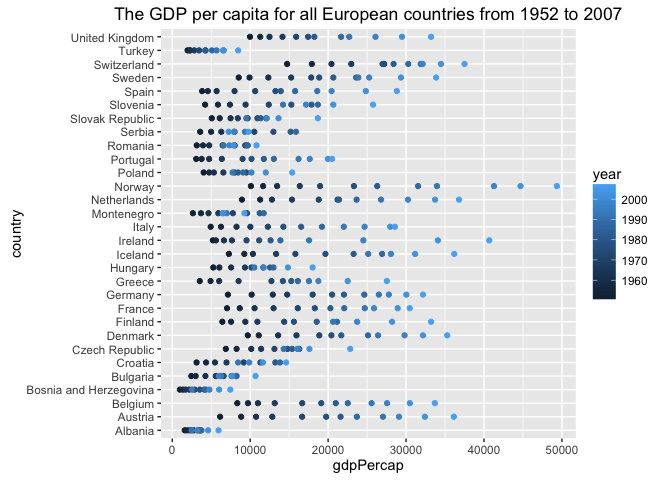 The GDP per capita for all European countries from 1952 to 2007
country
United Kingdom
Turkey
Switzerland
Sweden
Spain
Slovenia
Slovak Republic
Serbia
Romania
Portugal
Poland
Norway
Netherlands
Montenegro
Italy
Ireland
Iceland
Hungary
Greece
Germany
France
Finland
Denmark
Czech Republic
Croatia
Bulgaria
Bosnia and Herzegovina
Belgium
Austria
Albania
0 10000 20000 30000 40000 50000
gdpPercap
year
2000
1990
1980
1970
1960